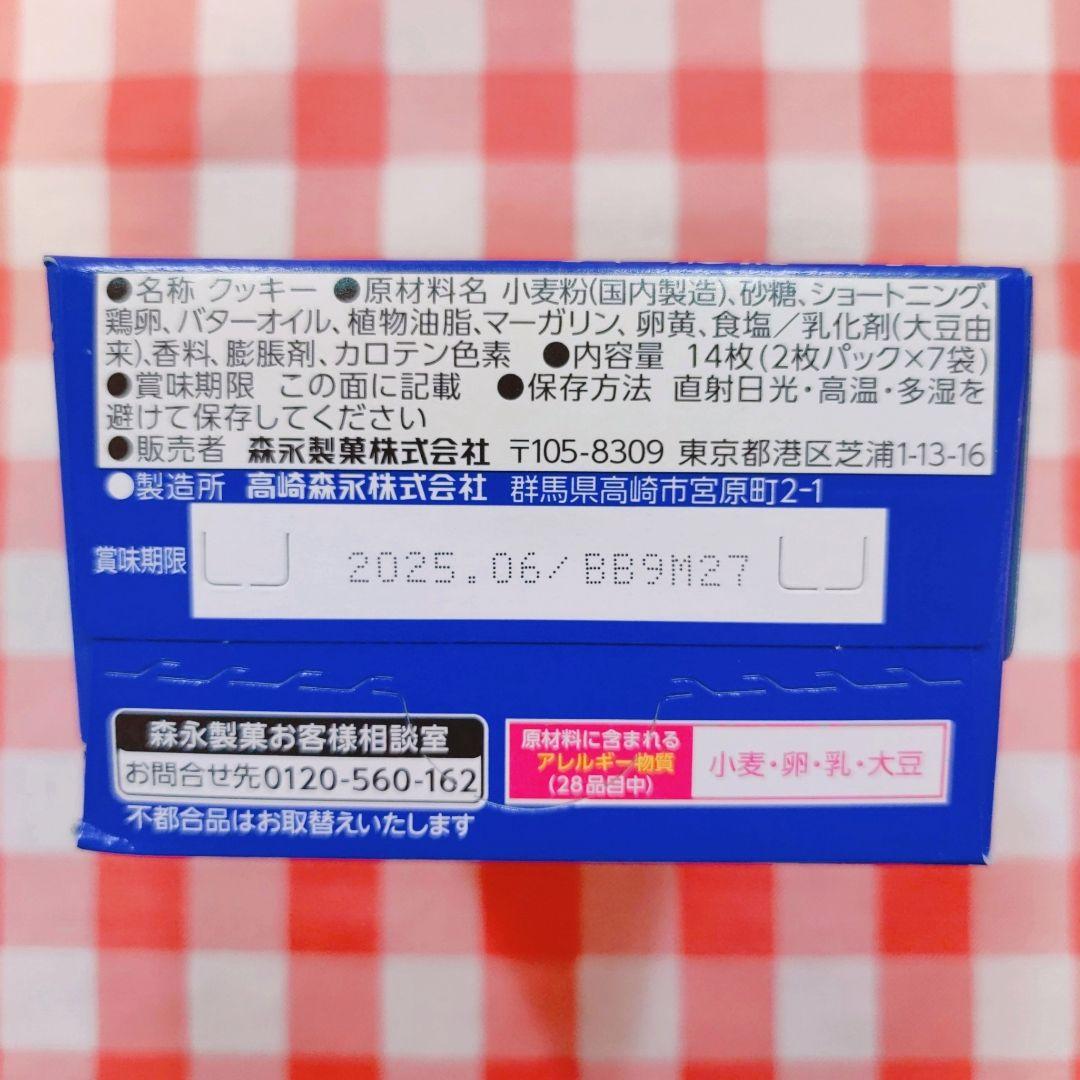 ●名称 クッキー ●原材料名 小麦粉(国内製造)、砂糖、ショートニング、
鶏卵、バターオイル、植物油脂、マーガリン、卵黄、食塩／乳化剤(大豆由
来)、香料、膨脹剤、カロテン色素 ●内容量 14枚(2枚パック×7袋)
●賞味期限 この面に記載 ●保存方法 直射日光・高温・多湿を
避けて保存してください
●販売者 森永製菓株式会社 〒105-8309 東京都港区芝浦1-13-16
●製造所 高崎森永株式会社 群馬県高崎市宮原町2-1
賞味期限 2025.06/BB9M27
森永製菓お客様相談室
お問合せ先0120-560-162
不都合品はお取替えいたします
原材料に含まれる
アレルギー物質
(28品目中)
小麦・卵・乳・大豆